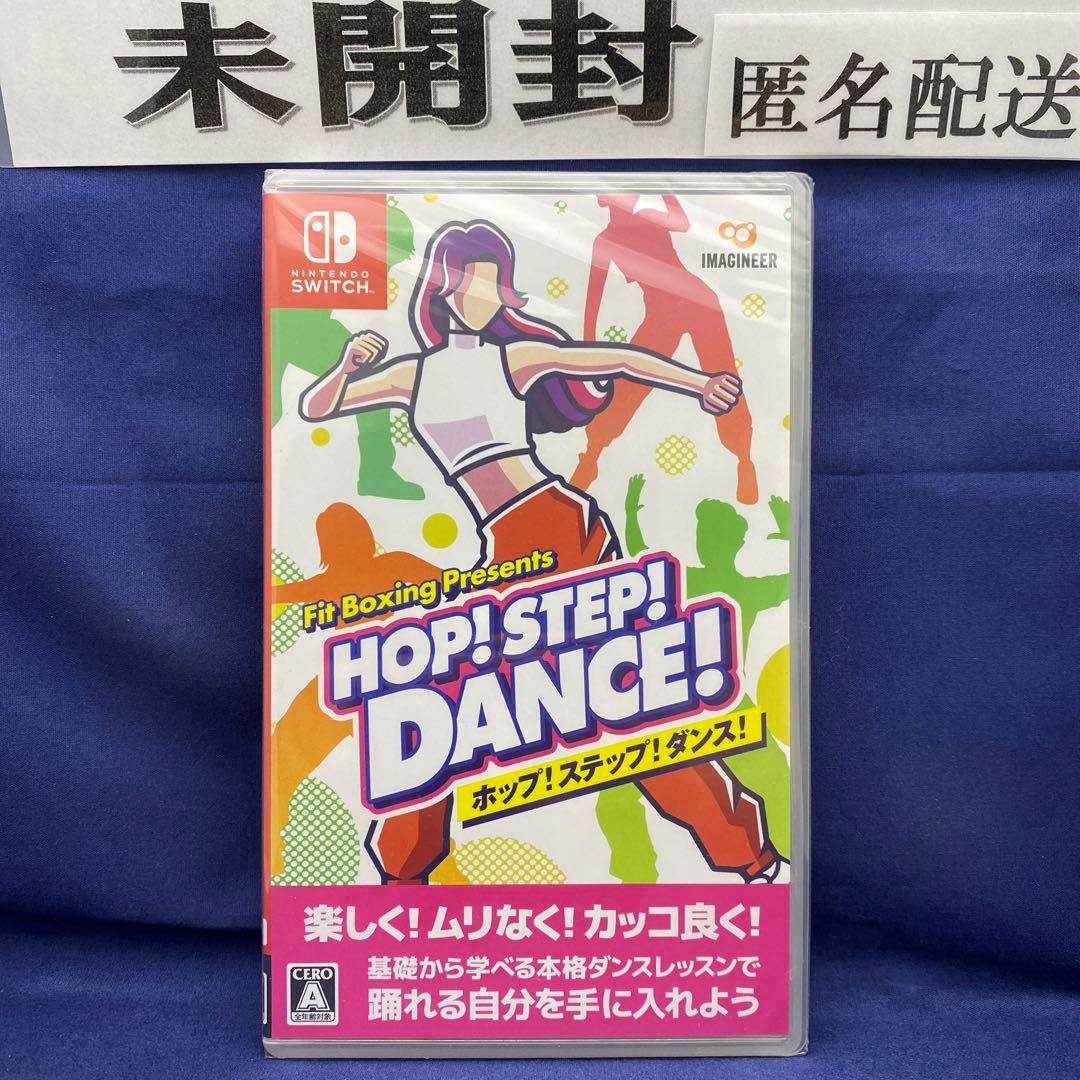 未開封
匿名配送
NINTENDO
SWITCH™
IMAGINEER
Fit Boxing Presents
HOP! STEP!
DANCE!
ホップ!ステップ!ダンス!
楽しく!ムリなく!カッコ良く!
基礎から学べる本格ダンスレッスンで
踊れる自分を手に入れよう
CERO
A
全年齢対象